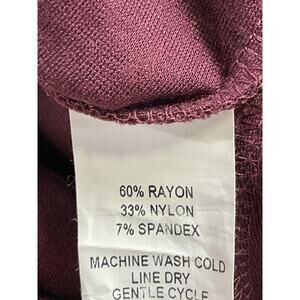 60% RAYON
33% NYLON
7% SPANDEX
MACHINE WASH COLD
LINE DRY
GENTLE CYCLE